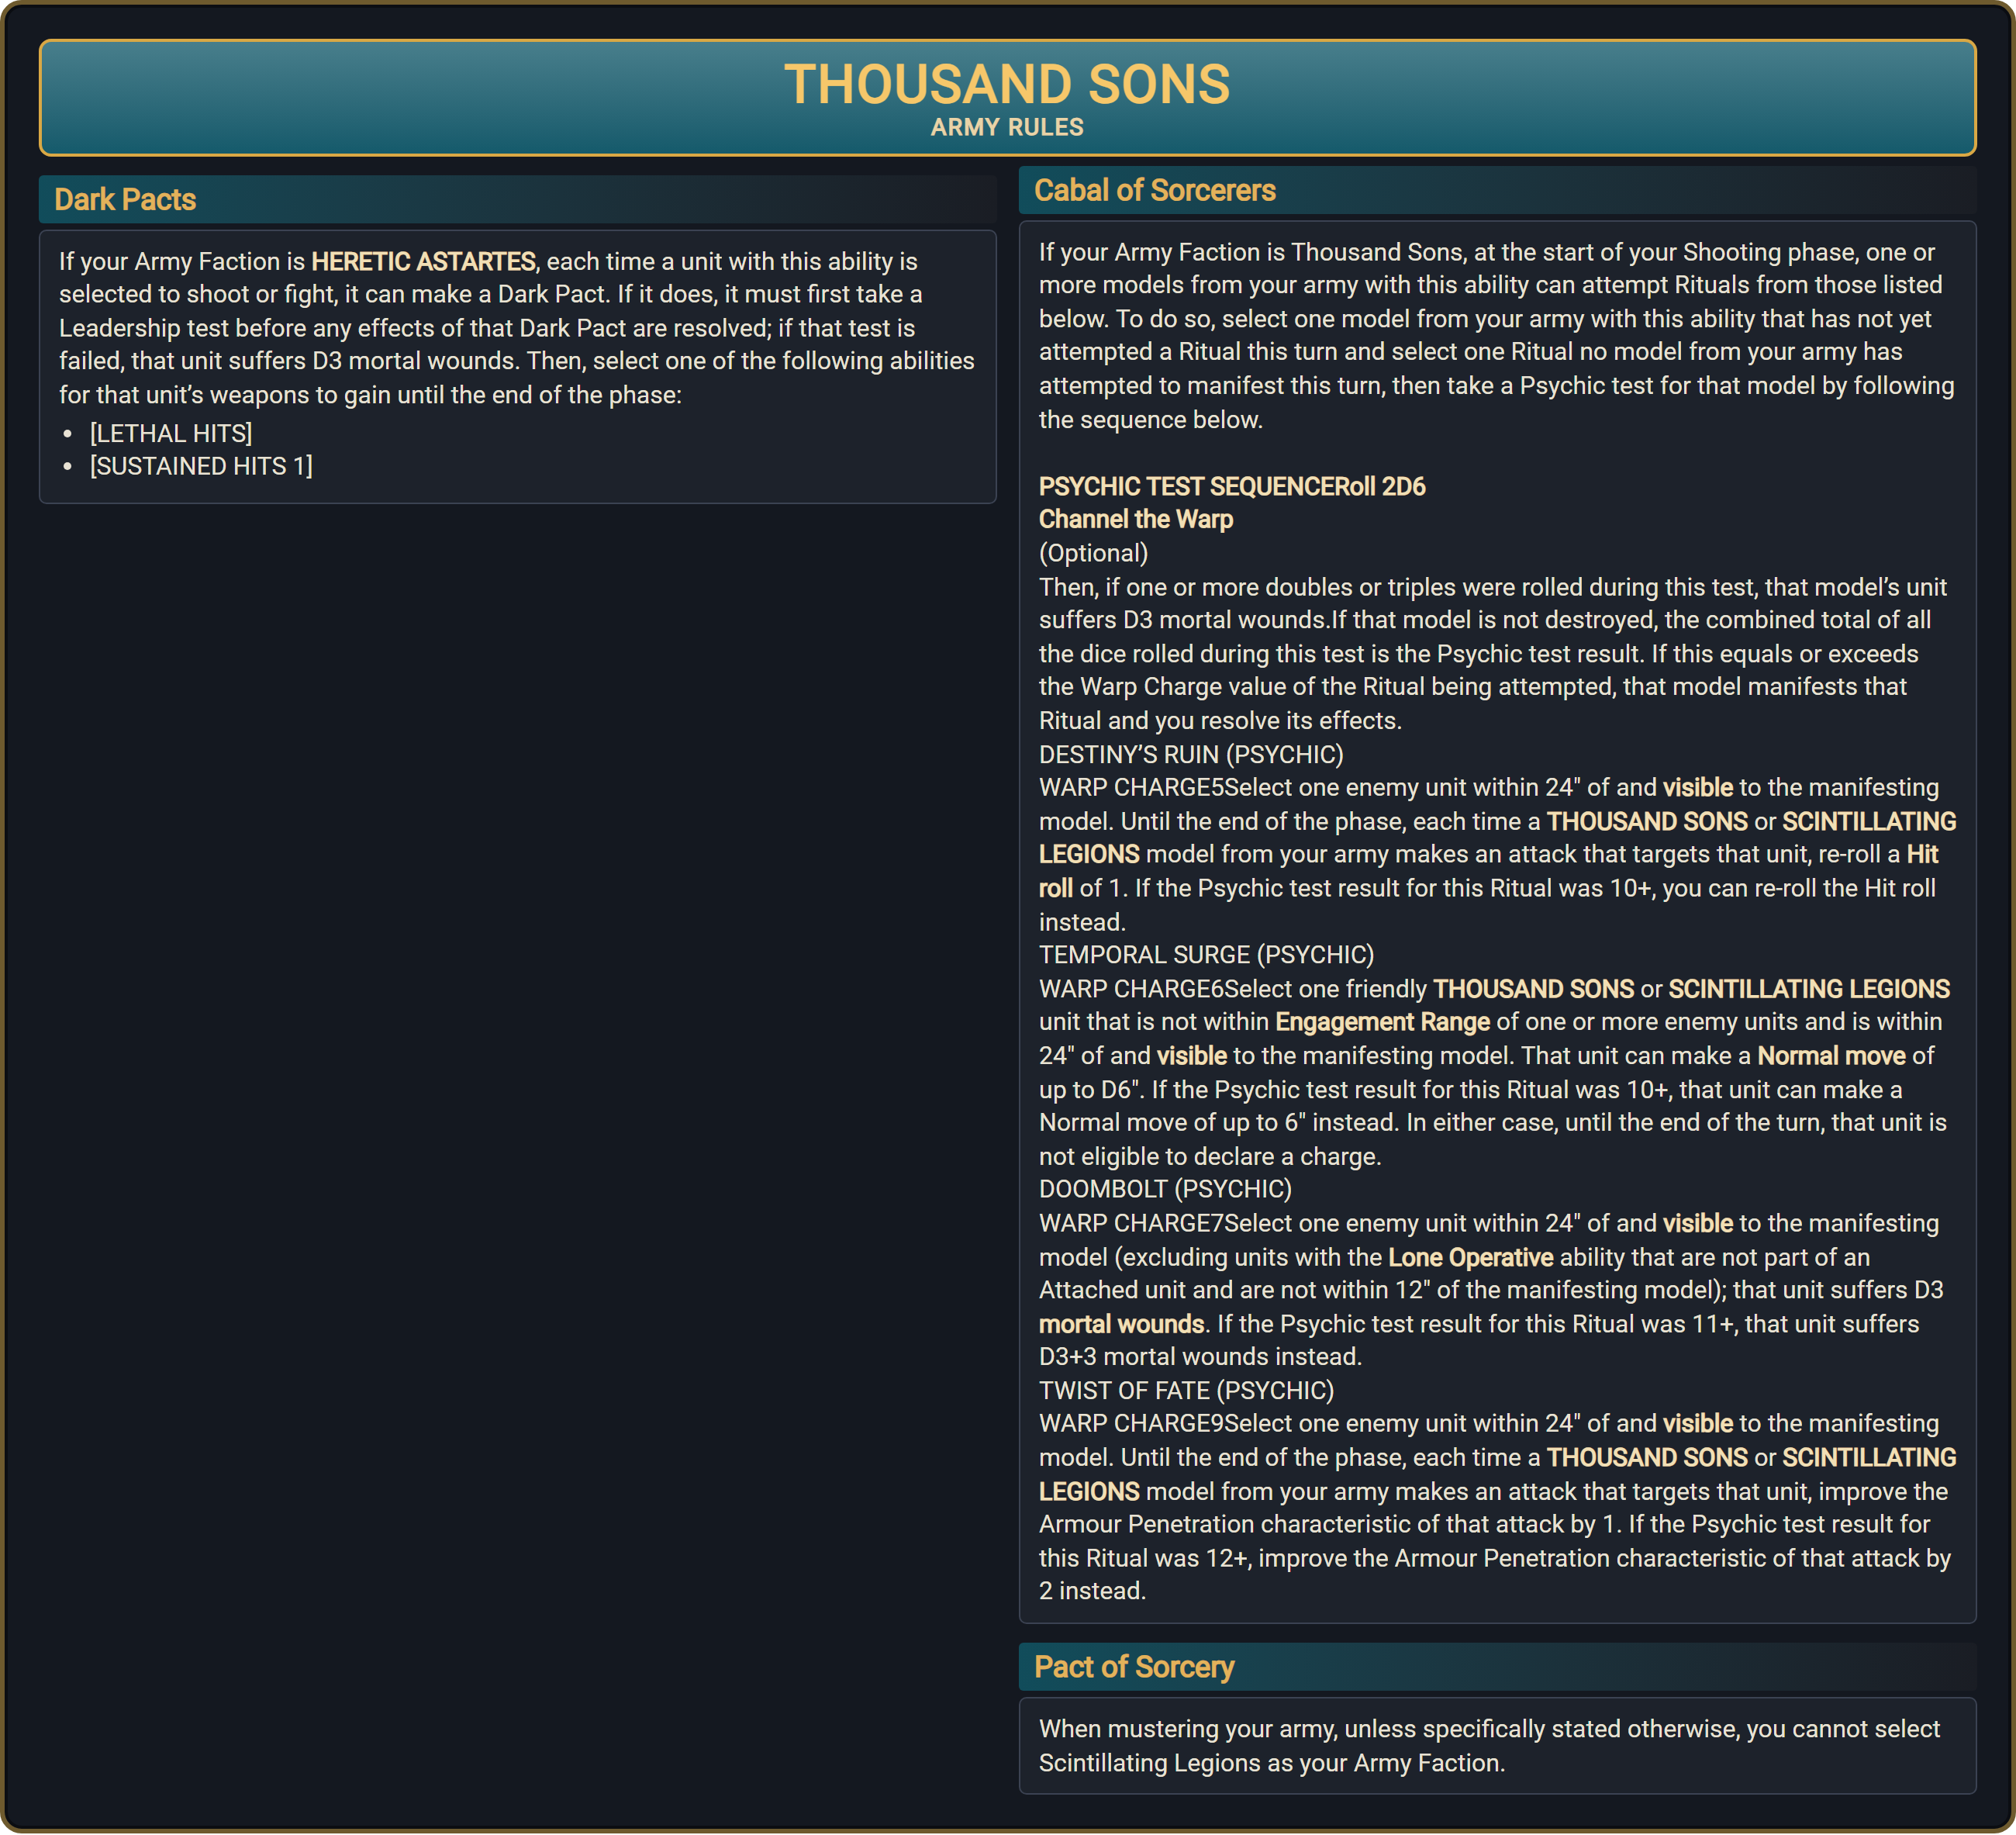 THOUSAND SONS
ARMY RULES
Dark Pacts
If your Army Faction is HERETIC ASTARTES, each time a unit with this ability is
selected to shoot or fight, it can make a Dark Pact. If it does, it must first take a
Leadership test before any effects of that Dark Pact are resolved; if that test is
failed, that unit suffers D3 mortal wounds. Then, select one of the following abilities
for that unit’s weapons to gain until the end of the phase:
• [LETHAL HITS]
• [SUSTAINED HITS 1]
Cabal of Sorcerers
If your Army Faction is Thousand Sons, at the start of your Shooting phase, one or
more models from your army with this ability can attempt Rituals from those listed
below. To do so, select one model from your army with this ability that has not yet
attempted a Ritual this turn and select one Ritual no model from your army has
attempted to manifest this turn, then take a Psychic test for that model by following
the sequence below.
PSYCHIC TEST SEQUENCERoll 2D6
Channel the Warp
(Optional)
Then, if one or more doubles or triples were rolled during this test, that model’s unit
suffers D3 mortal wounds.If that model is not destroyed, the combined total of all
the dice rolled during this test is the Psychic test result. If this equals or exceeds
the Warp Charge value of the Ritual being attempted, that model manifests that
Ritual and you resolve its effects.
DESTINY’S RUIN (PSYCHIC)
WARP CHARGE5Select one enemy unit within 24" of and visible to the manifesting
model. Until the end of the phase, each time a THOUSAND SONS or SCINTILLATING
LEGIONS model from your army makes an attack that targets that unit, re-roll a Hit
roll of 1. If the Psychic test result for this Ritual was 10+, you can re-roll the Hit roll
instead.
TEMPORAL SURGE (PSYCHIC)
WARP CHARGE6Select one friendly THOUSAND SONS or SCINTILLATING LEGIONS
unit that is not within Engagement Range of one or more enemy units and is within
24" of and visible to the manifesting model. That unit can make a Normal move of
up to D6". If the Psychic test result for this Ritual was 10+, that unit can make a
Normal move of up to 6" instead. In either case, until the end of the turn, that unit is
not eligible to declare a charge.
DOOMBOLT (PSYCHIC)
WARP CHARGE7Select one enemy unit within 24" of and visible to the manifesting
model (excluding units with the Lone Operative ability that are not part of an
Attached unit and are not within 12" of the manifesting model); that unit suffers D3
mortal wounds. If the Psychic test result for this Ritual was 11+, that unit suffers
D3+3 mortal wounds instead.
TWIST OF FATE (PSYCHIC)
WARP CHARGE9Select one enemy unit within 24" of and visible to the manifesting
model. Until the end of the phase, each time a THOUSAND SONS or SCINTILLATING
LEGIONS model from your army makes an attack that targets that unit, improve the
Armour Penetration characteristic of that attack by 1. If the Psychic test result for
this Ritual was 12+, improve the Armour Penetration characteristic of that attack by
2 instead.
Pact of Sorcery
When mustering your army, unless specifically stated otherwise, you cannot select
Scintillating Legions as your Army Faction.